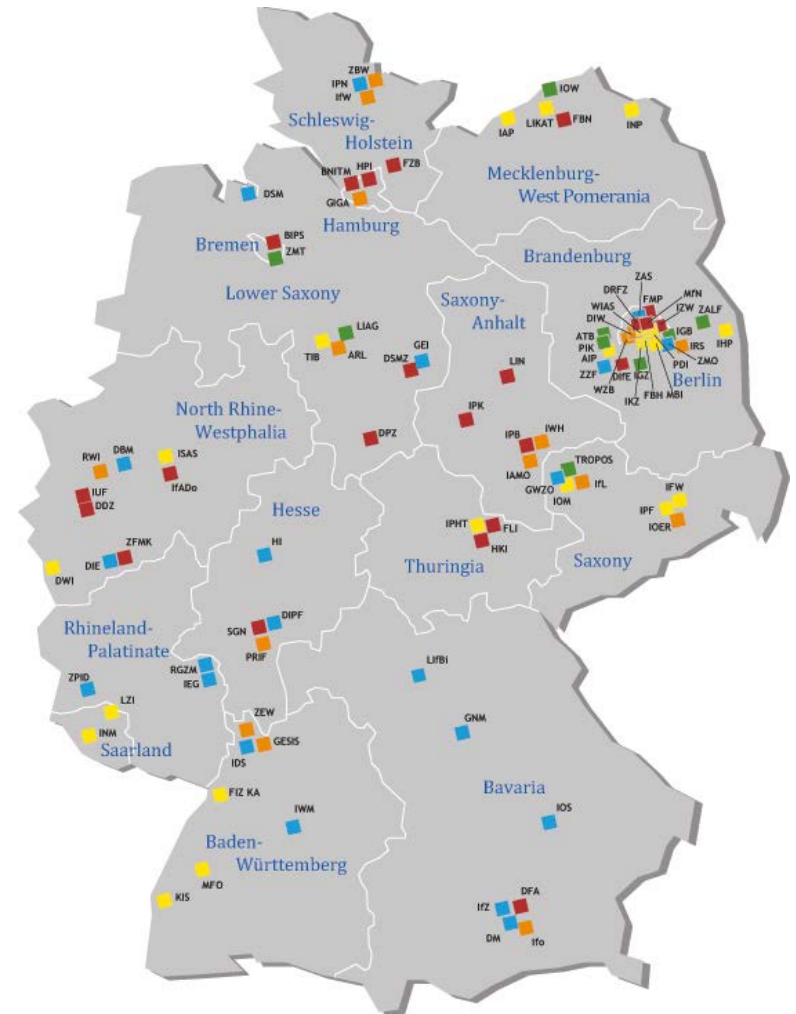 ZBW
IPN
IfW
Schleswig-
Holstein
IOW
LIKAT
FBN
IAP
INP
Mecklenburg-
West Pomerania
BNITM
HPI
FZB
GIGA
Hamburg
DSM
Bremen
BIPS
ZMT
Lower Saxony
Brandenburg
ZAS
DRFZ
FMP
MfN
WIAS
IZW
ZALF
DIW
ATB
IGB
IHP
PIK
IRS
AIP
ZMO
ZZF
PDI
DIfE
IGZ
Berlin
WZB
FBH
MBI
IKZ
Saxony-
Anhalt
LIAG
TIB
ARL
GEI
DSMZ
LIN
IPK
DPZ
IPB
IWH
IAMO
North Rhine-
Westphalia
RWI
DBM
ISAS
IfADo
IUF
DDZ
DIE
ZFMK
DWI
TROPOS
GWZO
IfL
IOM
IFW
IPF
IOER
Saxony
Hesse
HI
IPHT
FLI
HKI
Thuringia
SGN
DIPF
PRIF
Rhineland-
Palatinate
RGZM
IEG
ZPID
LZI
INM
Saarland
LIfBi
GNM
ZEW
GESIS
IDS
FIZ KA
IWM
Baden-
Württemberg
MFO
KIS
Bavaria
IOS
IfZ
DFA
DM
Ifo